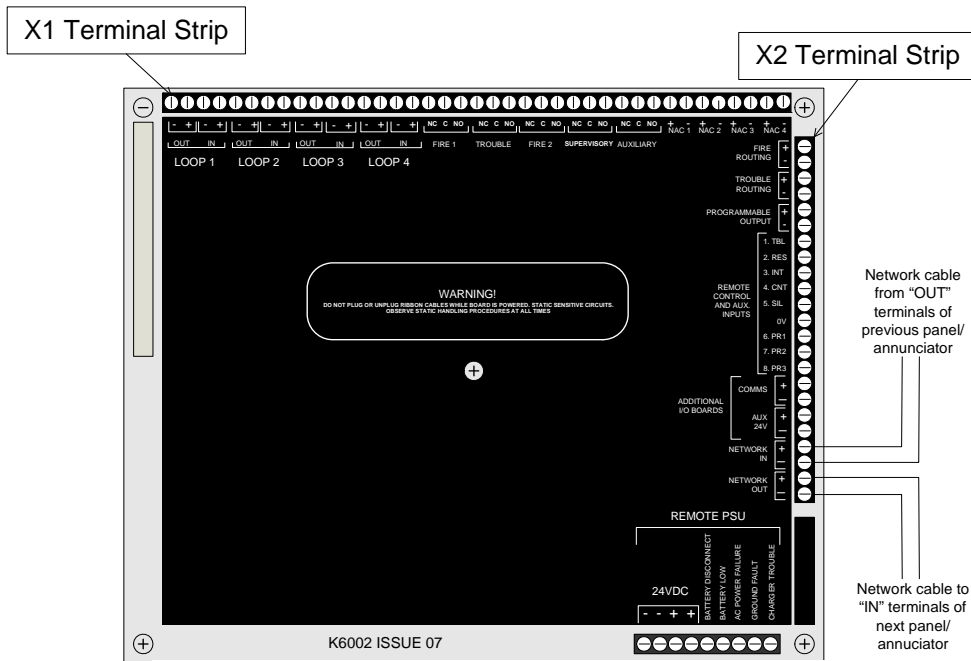 X1 Terminal Strip
X2 Terminal Strip
- + - + - + - + - + - + - + - + NC C NO NC C NO NC C NO NC C NO NC C NO + - + - + - + -
OUT IN OUT IN OUT IN OUT IN FIRE 1 TROUBLE FIRE 2 SUPERVISORY AUXILIARY NAC 1 NAC 2 NAC 3 NAC 4
LOOP 1 LOOP 2 LOOP 3 LOOP 4
FIRE +
ROUTING -
TROUBLE +
ROUTING -
PROGRAMMABLE +
OUTPUT -
1. TBL
2. RES
3. INT
4. CNT
5. SIL
0V
6. PR1
7. PR2
8. PR3
REMOTE
CONTROL
AND AUX.
INPUTS
WARNING!
DO NOT PLUG OR UNPLUG RIBBON CABLES WHILE BOARD IS POWERED. STATIC SENSITIVE CIRCUITS.
OBSERVE STATIC HANDLING PROCEDURES AT ALL TIMES
Network cable
from “OUT”
terminals of
previous panel/
annunciator
ADDITIONAL
I/O BOARDS
COMMS +
–
AUX +
24V –
NETWORK +
IN –
NETWORK +
OUT –
REMOTE PSU
24VDC
- - + +
BATTERY DISCONNECT
BATTERY LOW
AC POWER FAILURE
GROUND FAULT
CHARGER TROUBLE
Network cable to
“IN” terminals of
next panel/
annuciator
K6002 ISSUE 07